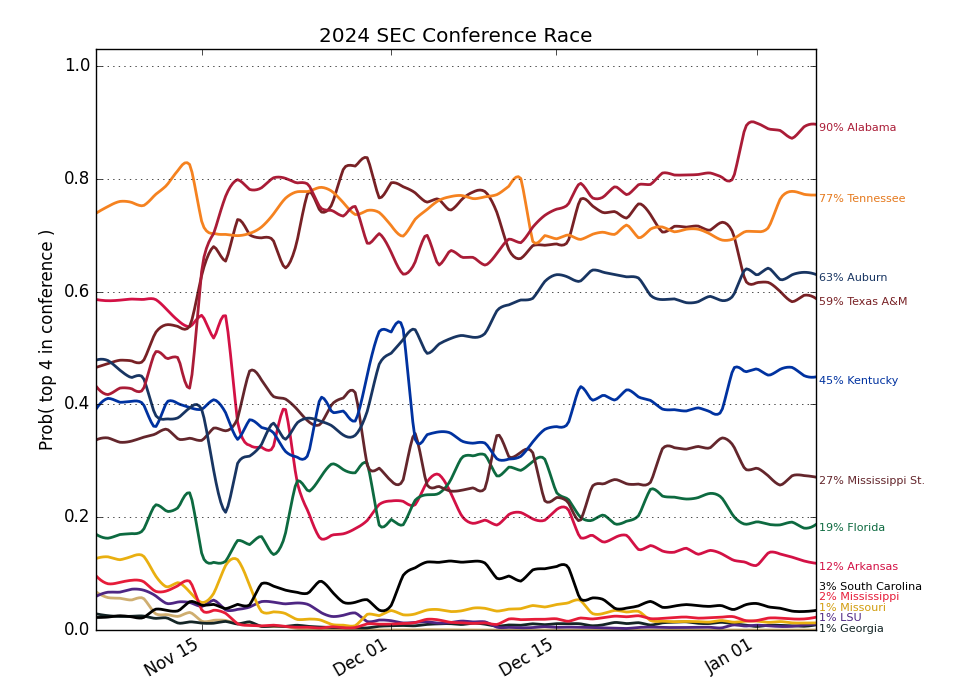 2024 SEC Conference Race
Prob( top 4 in conference )
1.0
0.8
0.6
0.4
0.2
0.0
Nov 15
Dec 01
Dec 15
Jan 01
90% Alabama
77% Tennessee
63% Auburn
59% Texas A&M
45% Kentucky
27% Mississippi St.
19% Florida
12% Arkansas
3% South Carolina
2% Mississippi
1% Missouri
1% LSU
1% Georgia